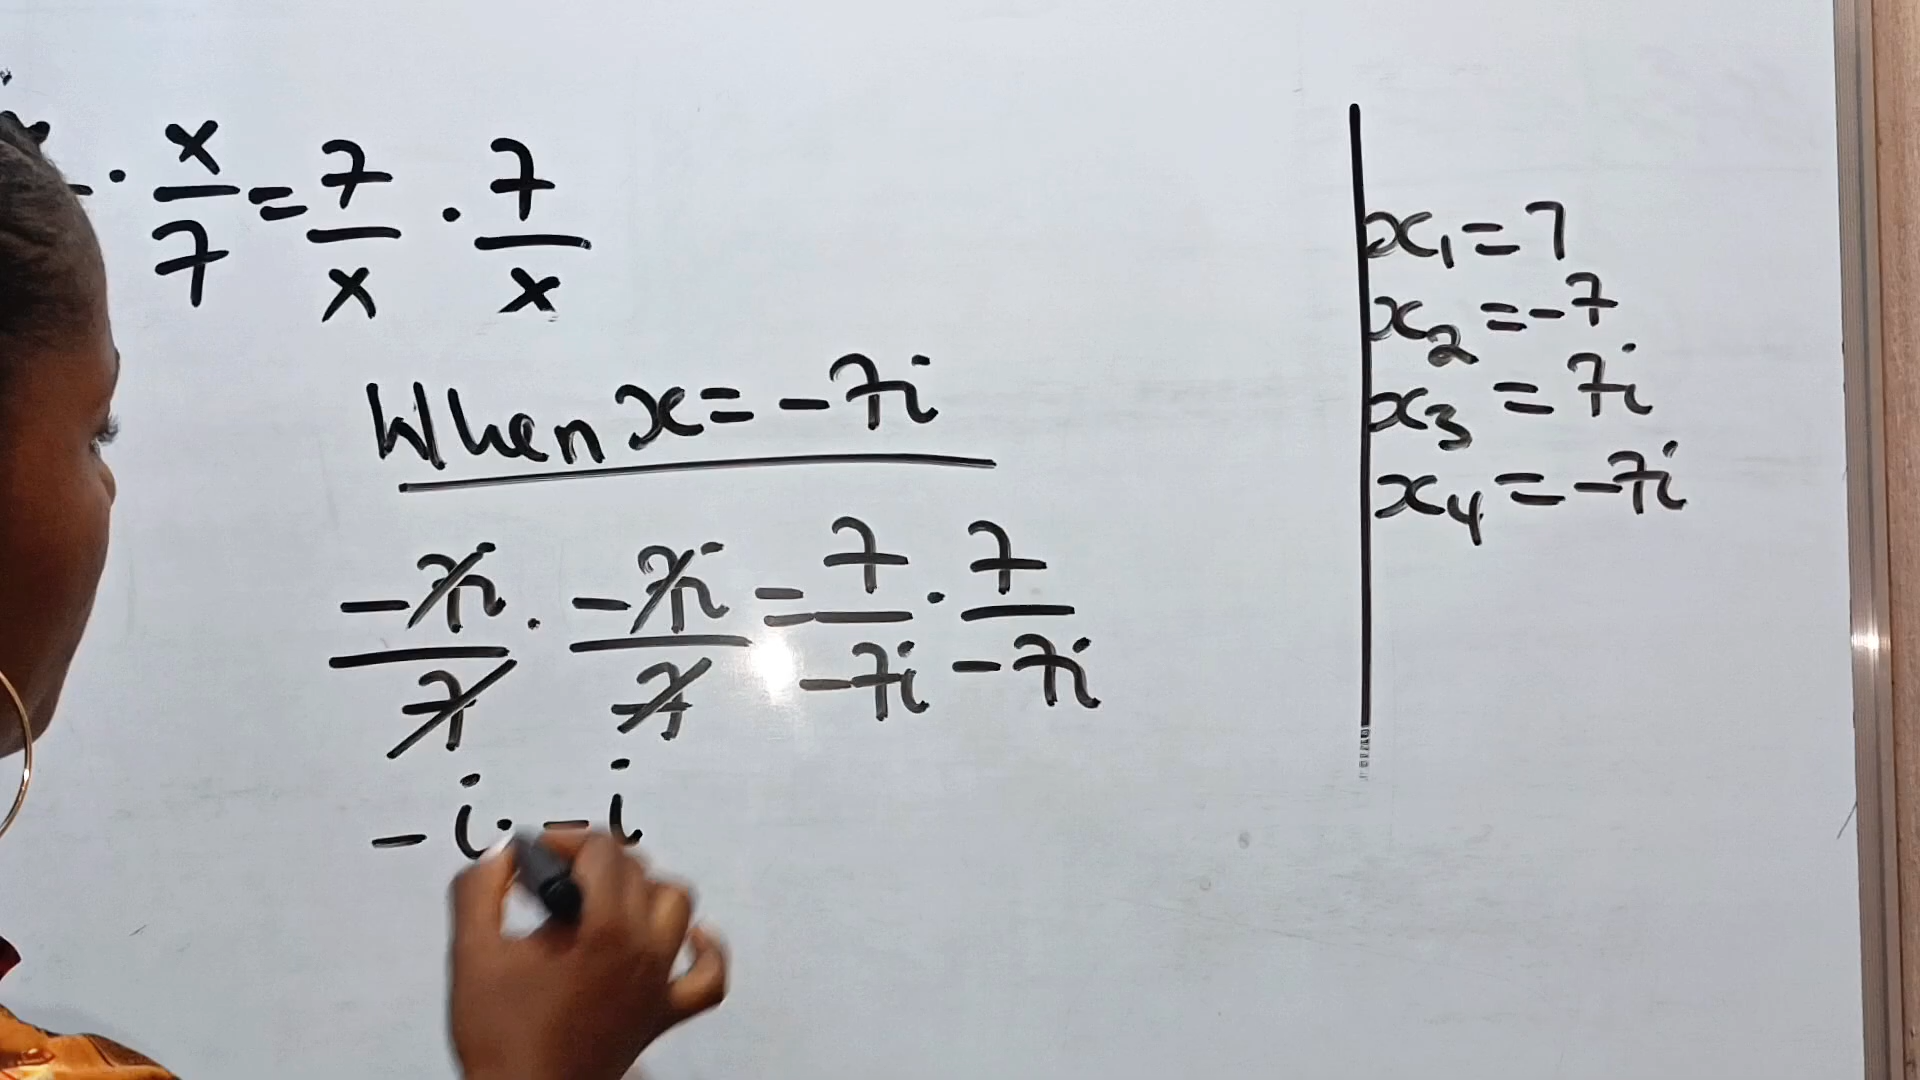 · x/7 = 7/x · 7/x
When x = -7i
-7i/7 · -7i/7 = 7/-7i · 7/-7i
-i · -i
x₁ = 7
x₂ = -7
x₃ = 7i
x₄ = -7i